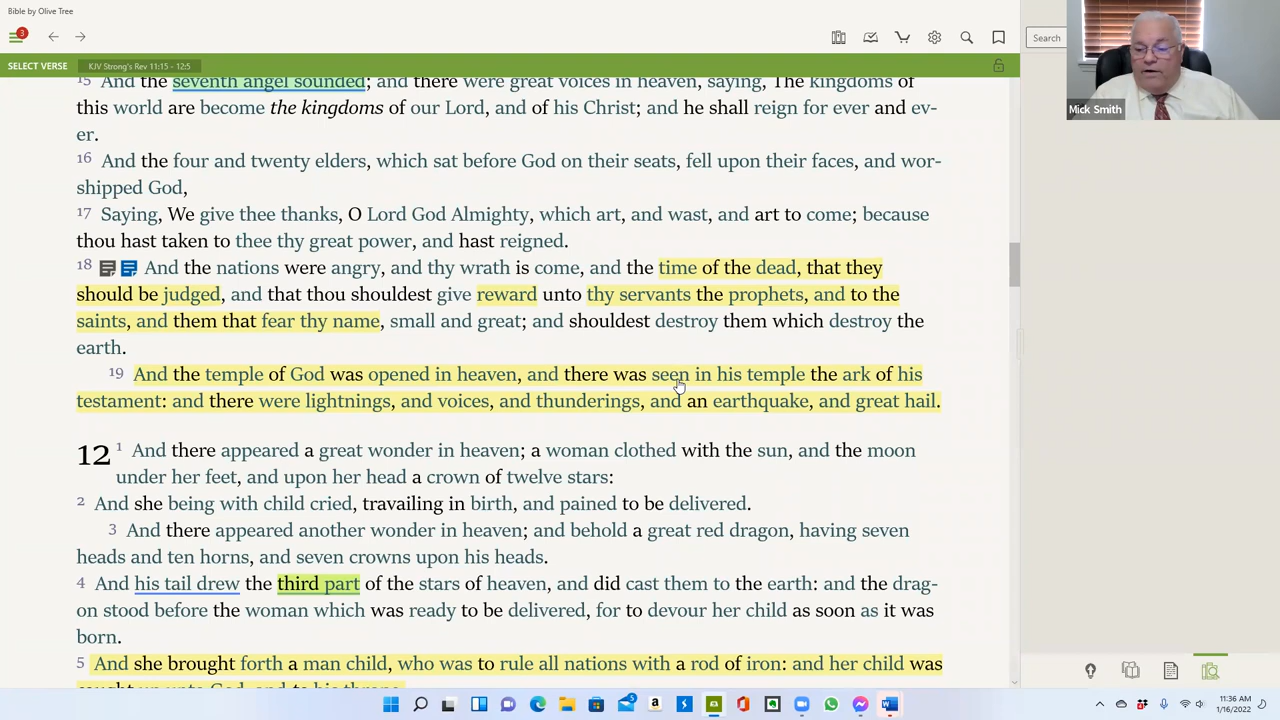 Bible by Olive Tree
3
Search
Mick Smith
SELECT VERSE KJV Strong's Rev 11:15 - 12:5
15 And the seventh angel sounded; and there were great voices in heaven, saying, The kingdoms of
this world are become the kingdoms of our Lord, and of his Christ; and he shall reign for ever and ev-
er.
16 And the four and twenty elders, which sat before God on their seats, fell upon their faces, and wor-
shipped God,
17 Saying, We give thee thanks, O Lord God Almighty, which art, and wast, and art to come; because
thou hast taken to thee thy great power, and hast reigned.
18 And the nations were angry, and thy wrath is come, and the time of the dead, that they
should be judged, and that thou shouldest give reward unto thy servants the prophets, and to the
saints, and them that fear thy name, small and great; and shouldest destroy them which destroy the
earth.
19 And the temple of God was opened in heaven, and there was seen in his temple the ark of his
testament: and there were lightnings, and voices, and thunderings, and an earthquake, and great hail.
12 1 And there appeared a great wonder in heaven; a woman clothed with the sun, and the moon
under her feet, and upon her head a crown of twelve stars:
2 And she being with child cried, travailing in birth, and pained to be delivered.
3 And there appeared another wonder in heaven; and behold a great red dragon, having seven
heads and ten horns, and seven crowns upon his heads.
4 And his tail drew the third part of the stars of heaven, and did cast them to the earth: and the drag-
on stood before the woman which was ready to be delivered, for to devour her child as soon as it was
born.
5 And she brought forth a man child, who was to rule all nations with a rod of iron: and her child was
caught up unto God, and to his throne.
11:36 AM
1/16/2022